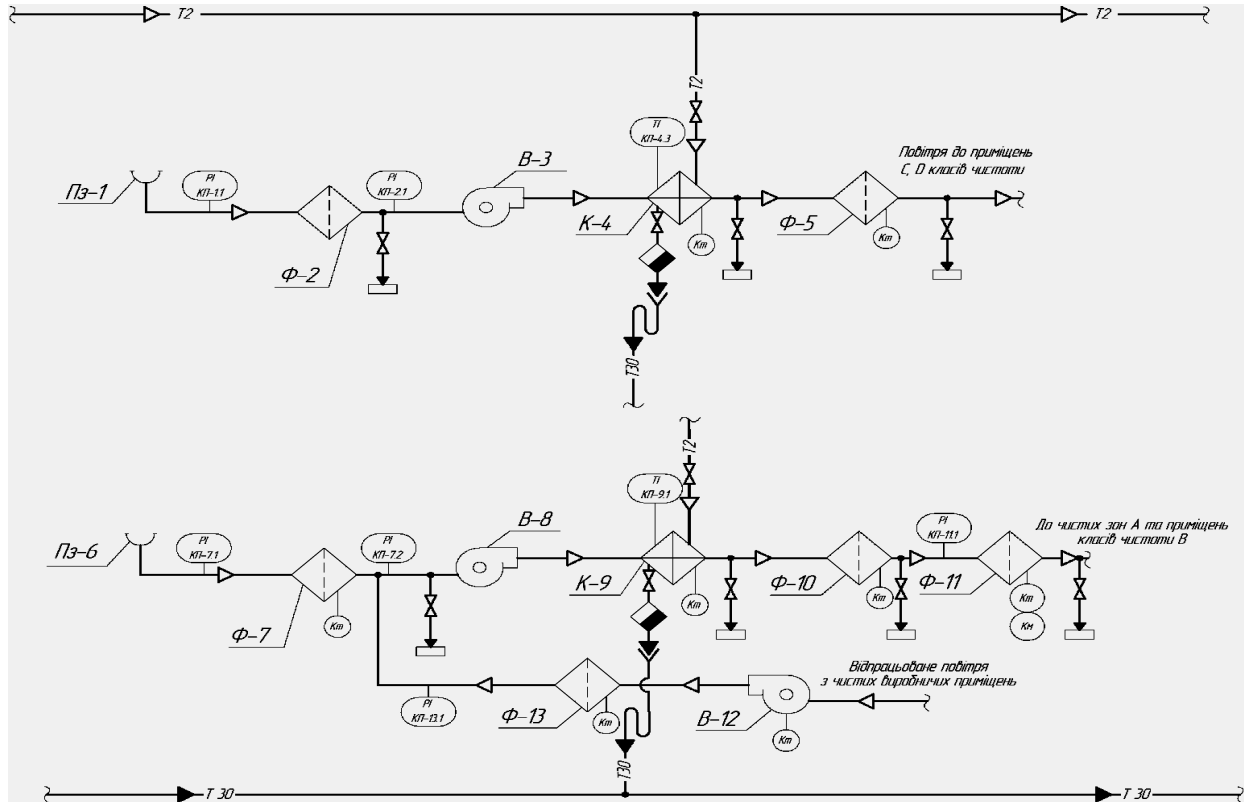 T2
T2
T2
TI
КП-4.3
Повітря до приміщень
C, D класів чистоти
В-3
Пз-1
PI
КП-1.1
PI
КП-2.1
К-4
Кт
Ф-5
Кт
Ф-2
T30
T2
TI
КП-9.1
В-8
Пз-6
PI
КП-7.1
PI
КП-7.2
PI
КП-11.1
До чистих зон А та приміщень
класів чистоти В
К-9
Ф-10
Ф-11
Ф-7
Кт
Кт
Кт
Кт
Км
Відпрацьоване повітря
з чистих виробничих приміщень
PI
КП-13.1
Ф-13
Кт
В-12
Кт
T30
T 30
T 30